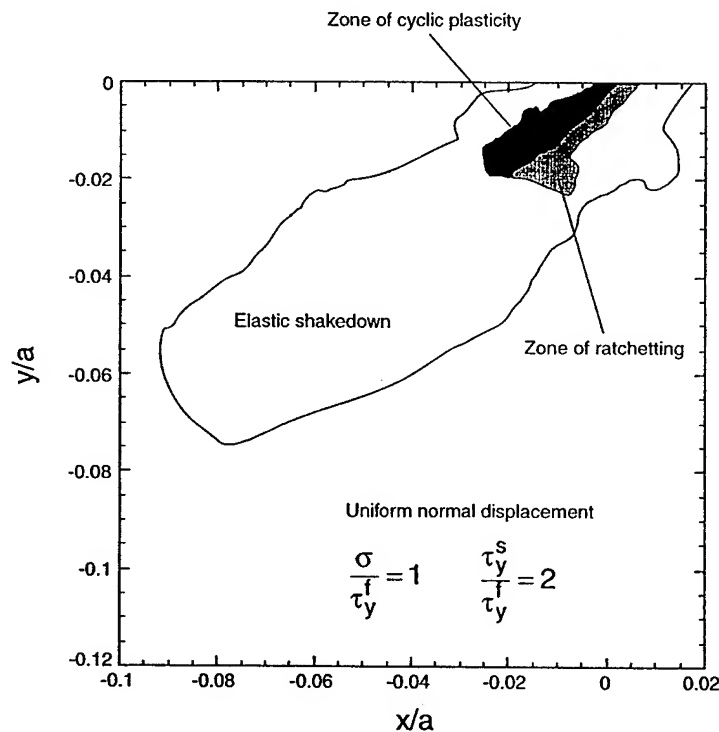 Zone of cyclic plasticity
0
-0.02
-0.04
-0.06
-0.08
-0.1
-0.12
y/a
Elastic shakedown
Zone of ratchetting
Uniform normal displacement
σ/τ_y^f = 1    τ_y^s/τ_y^f = 2
-0.1 -0.08 -0.06 -0.04 -0.02 0 0.02
x/a